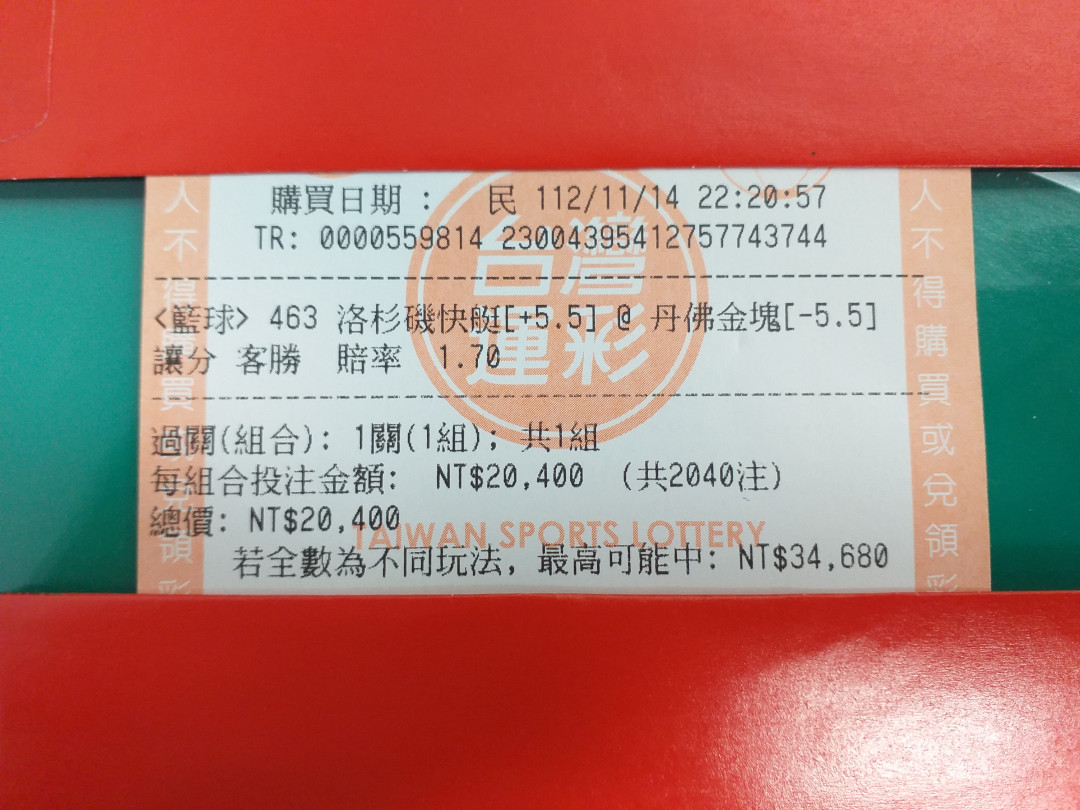 購買日期： 民 112/11/14 22:20:57
TR: 0000559814 230043954127577​43744
<籃球> 463 洛杉磯快艇[+5.5] @ 丹佛金塊[-5.5]
讓分 客勝 賠率 1.70
過關(組合): 1關(1組); 共1組
每組合投注金額: NT$20,400 (共2040注)
總價: NT$20,400
若全數為不同玩法, 最高可能中: NT$34,680
台灣
運彩
TAIWAN SPORTS LOTTERY
人不得購買或兌領彩
人不得購買或兌領彩